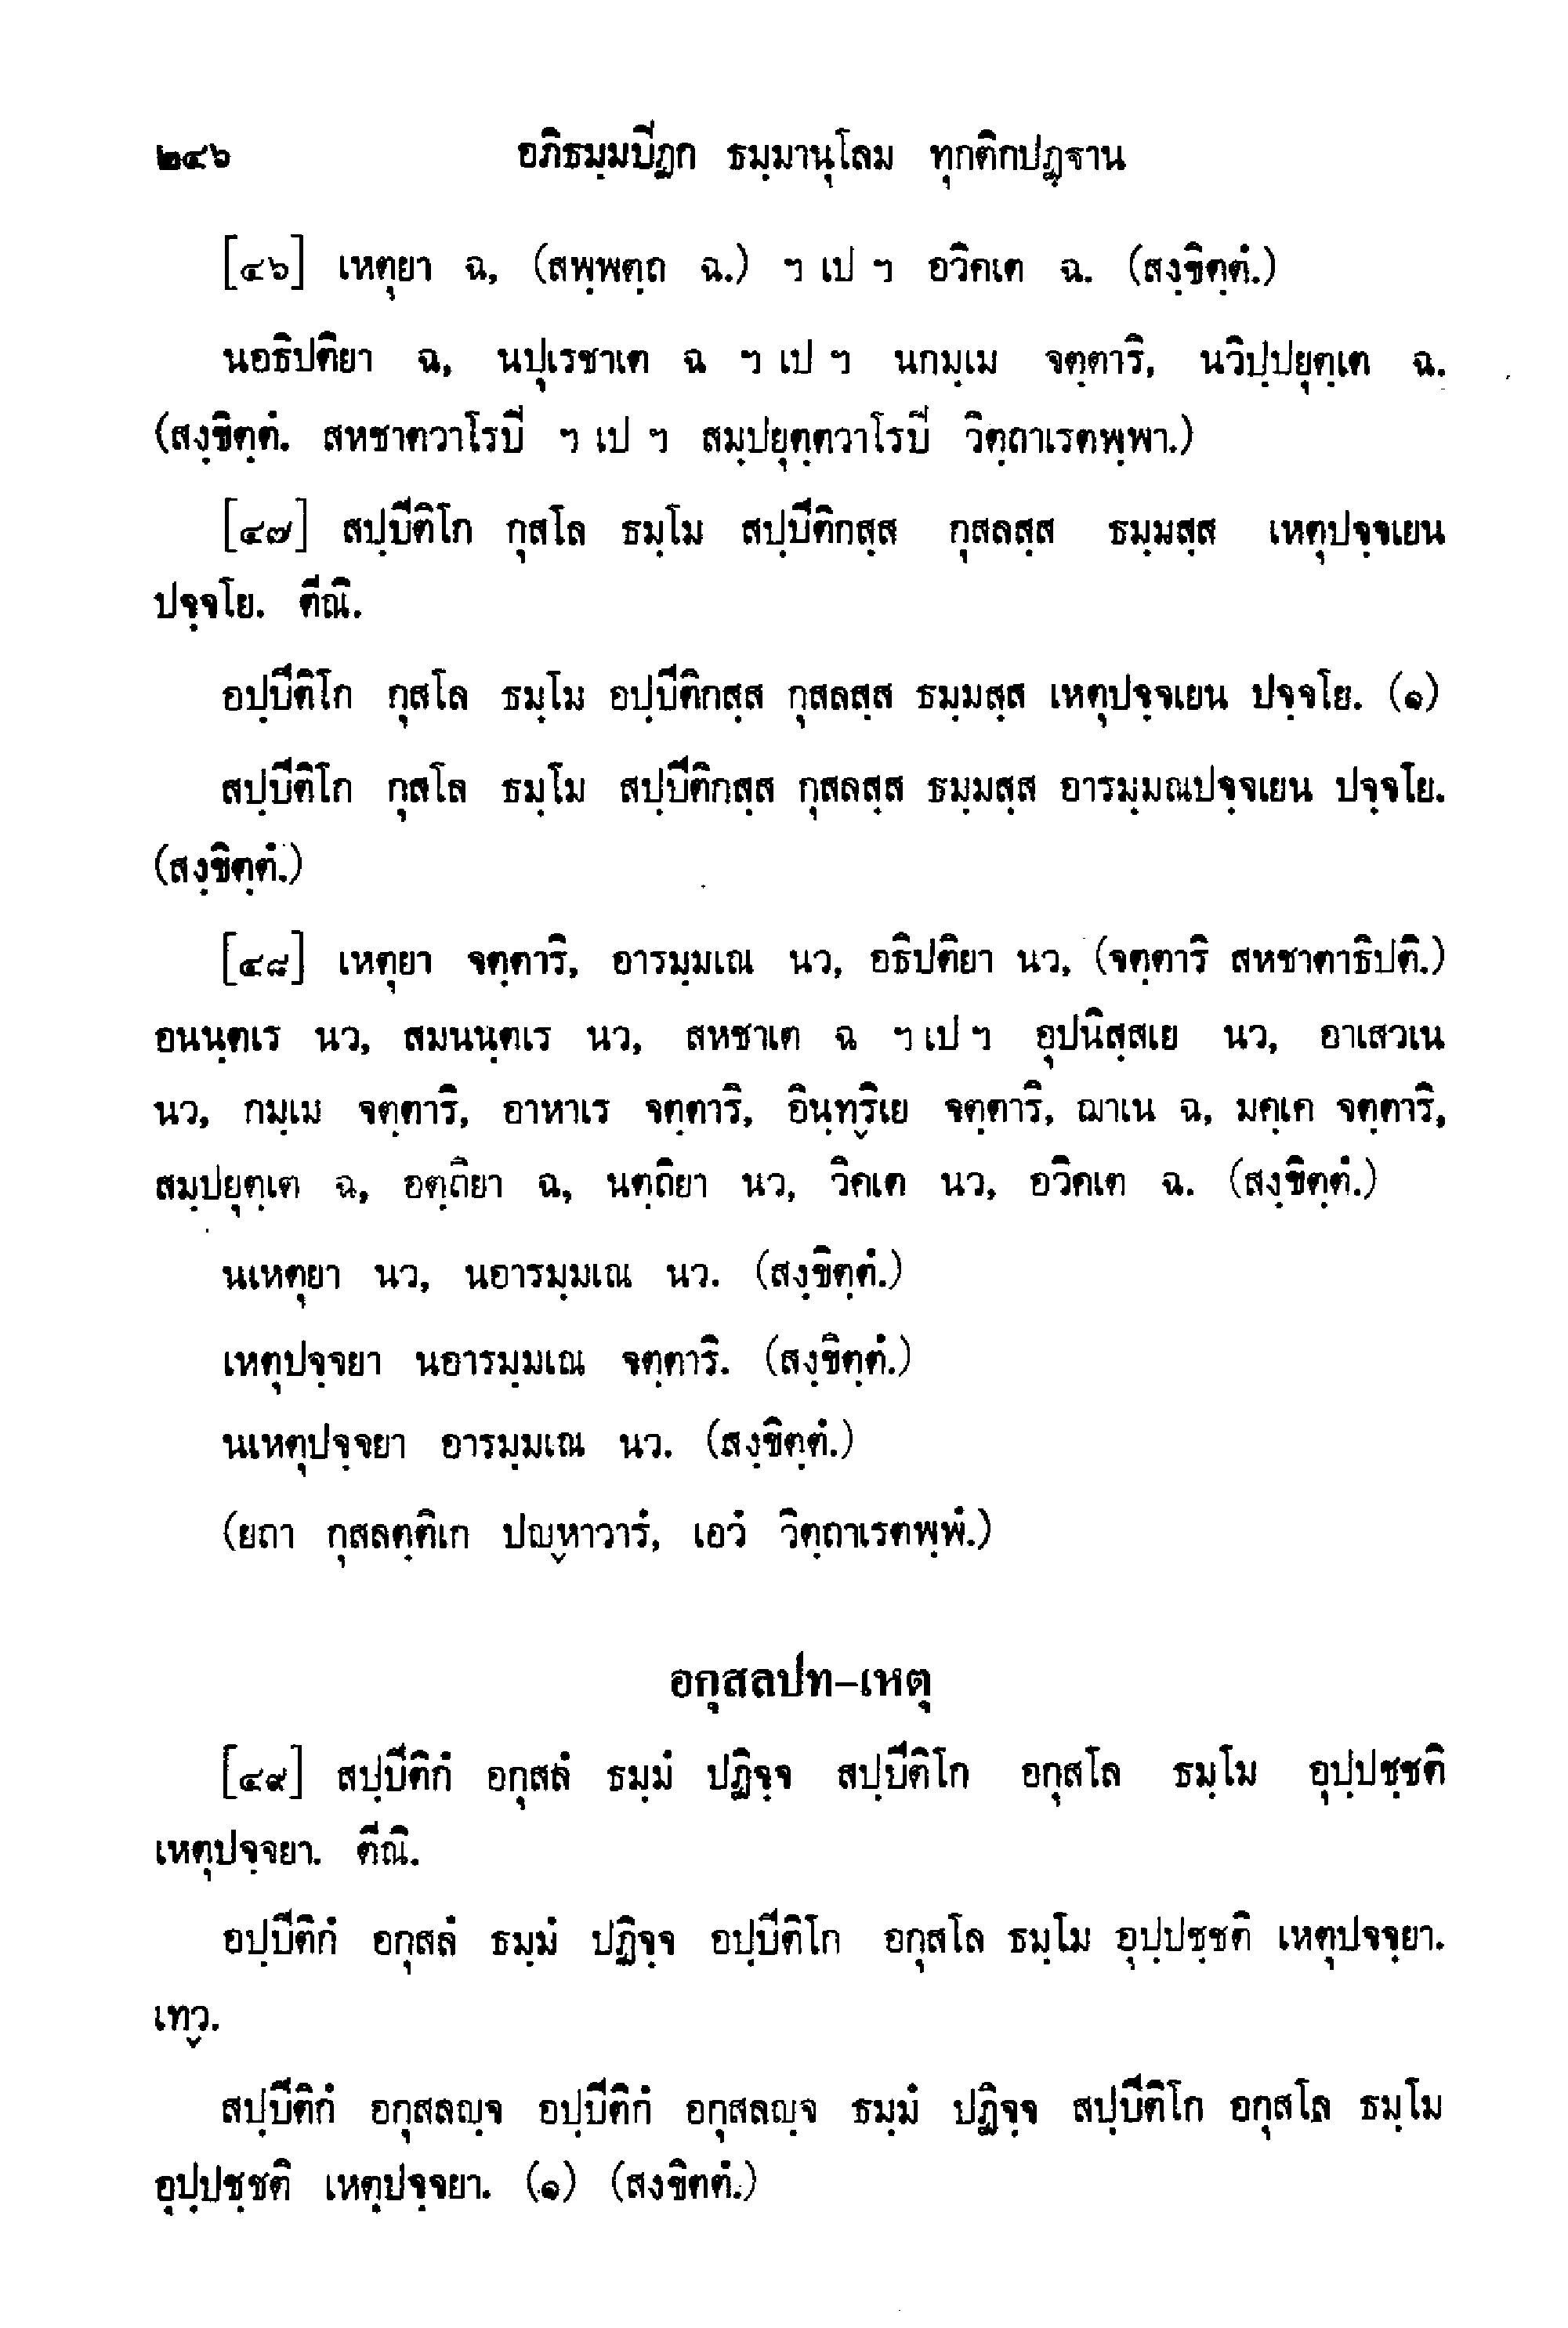 ๒๔๖ อภิธมฺมปีฏก ธมฺมานุโลม ทุกติกปฏฺฐาน
[๔๖] เหตุยา ฉ, (สพฺพตฺถ ฉ.) ฯ เป ฯ อวิคเต ฉ. (สงฺขิตฺตํ.)
นอธิปติยา ฉ, นปุเรชาเต ฉ ฯ เป ฯ นกมฺเม จตฺตาริ, นวิปฺปยุตฺเต ฉ.
(สงฺขิตฺตํ. สหชาตวาโรปี ฯ เป ฯ สมฺปยุตฺตวาโรปี วิตฺถาเรตพฺพา.)
[๔๗] สปฺปีติโก กุสโล ธมฺโม สปฺปีติกสฺส กุสลสฺส ธมฺมสฺส เหตุปจฺจเยน
ปจฺจโย. ตีณิ.
อปฺปีติโก กุสโล ธมฺโม อปฺปีติกสฺส กุสลสฺส ธมฺมสฺส เหตุปจฺจเยน ปจฺจโย. (๑)
สปฺปีติโก กุสโล ธมฺโม สปฺปีติกสฺส กุสลสฺส ธมฺมสฺส อารมฺมณปจฺจเยน ปจฺจโย.
(สงฺขิตฺตํ.)
[๔๘] เหตุยา จตฺตาริ, อารมฺมเณ นว, อธิปติยา นว, (จตฺตาริ สหชาตาธิปติ.)
อนนฺตเร นว, สมนนฺตเร นว, สหชาเต ฉ ฯ เป ฯ อุปนิสฺสเย นว, อาเสวเน
นว, กมฺเม จตฺตาริ, อาหาเร จตฺตาริ, อินฺทฺริเย จตฺตาริ, ฌาเน ฉ, มคฺเค จตฺตาริ,
สมฺปยุตฺเต ฉ, อตฺถิยา ฉ, นตฺถิยา นว, วิคเต นว, อวิคเต ฉ. (สงฺขิตฺตํ.)
นเหตุยา นว, นอารมฺมเณ นว. (สงฺขิตฺตํ.)
เหตุปจฺจยา นอารมฺมเณ จตฺตาริ. (สงฺขิตฺตํ.)
นเหตุปจฺจยา อารมฺมเณ นว. (สงฺขิตฺตํ.)
(ยถา กุสลตฺติเก ปญฺหาวารํ, เอวํ วิตฺถาเรตพฺพํ.)
อกุสลปท–เหตุ
[๔๙] สปฺปีติกํ อกุสลํ ธมฺมํ ปฏิจฺจ สปฺปีติโก อกุสโล ธมฺโม อุปฺปชฺชติ
เหตุปจฺจยา. ตีณิ.
อปฺปีติกํ อกุสลํ ธมฺมํ ปฏิจฺจ อปฺปีติโก อกุสโล ธมฺโม อุปฺปชฺชติ เหตุปจจฺยา.
เทฺว.
สปฺปีติกํ อกุสลญฺจ อปฺปีติกํ อกุสลญฺจ ธมฺมํ ปฏิจฺจ สปฺปีติโก อกุสโล ธมฺโม
อุปฺปชฺชติ เหตุปจฺจยา. (๑) (สงขิตตํ.)